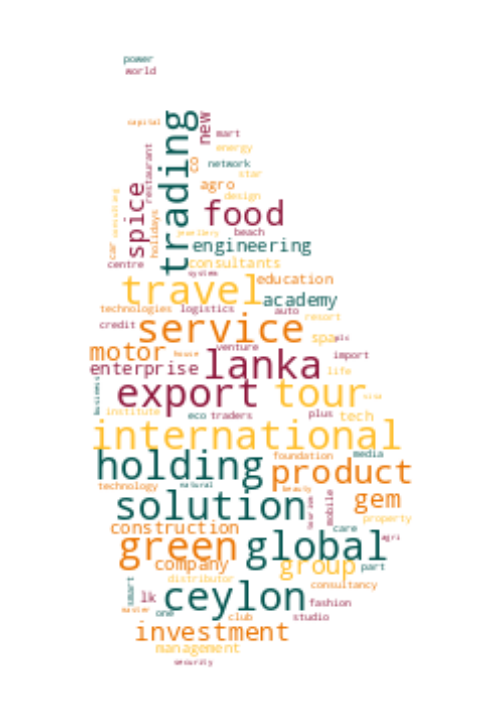 power
world
capital
trading
new
mart
restaurant
energy
co
network
star
agro
spice
consulting
holidays
design
food
car
jewellery
beach
engineering
centre
consultants
system
travel
education
academy
technologies
logistics
auto
resort
credit
service
spa
plc
motor
house
venture
import
enterprise
lanka
life
business
export
tour
visa
institute
eco
traders
plus
tech
international
holding
foundation
media
product
technology
natural
beauty
solution
gem
tourism
mobile
property
construction
care
agri
green
global
company
group
part
distributor
consultancy
smart
lk
ceylon
fashion
master
one
club
studio
investment
management
security